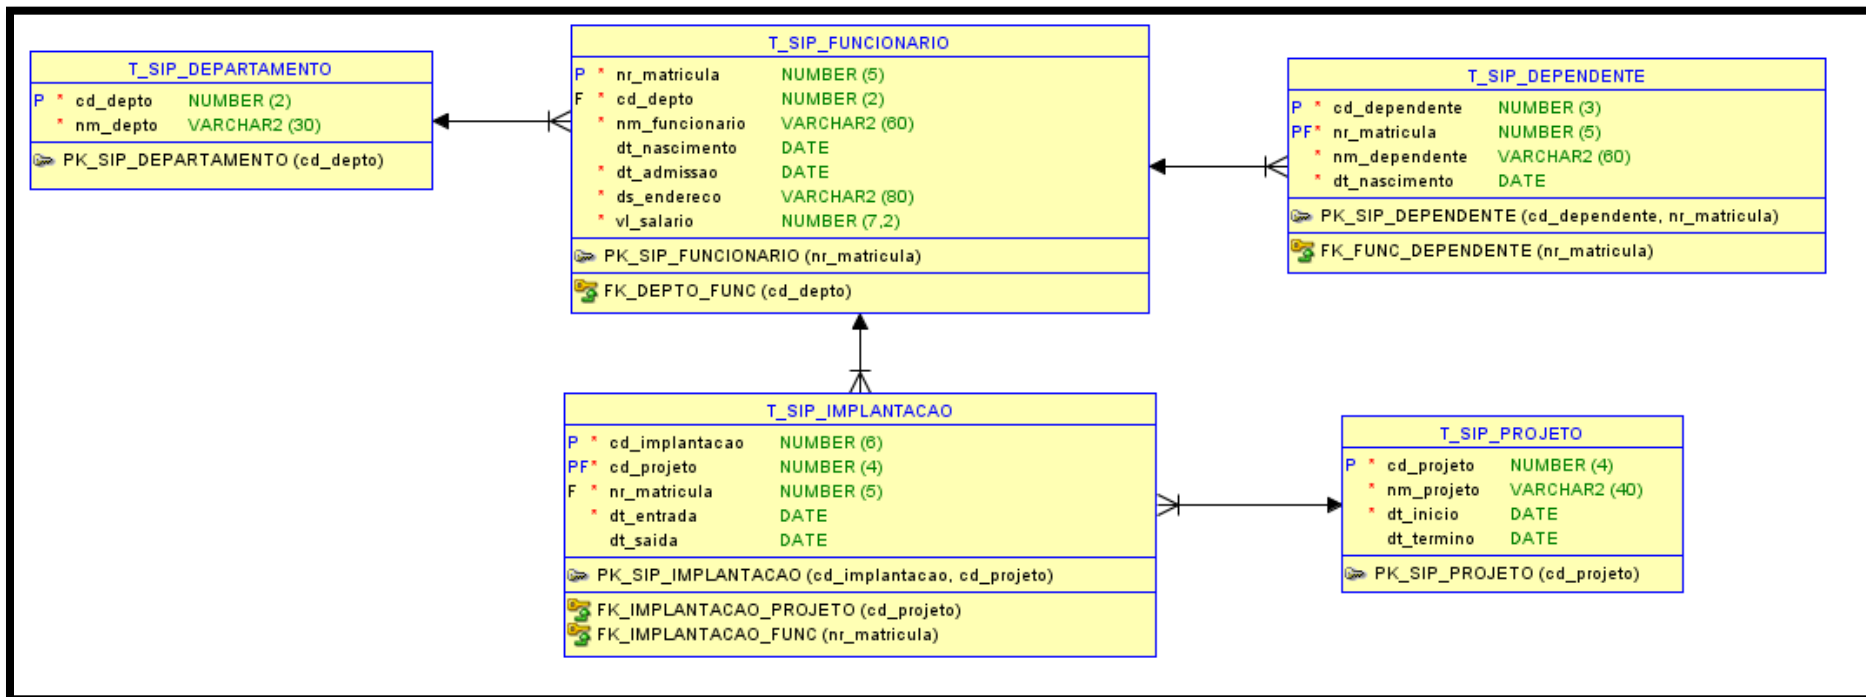 T_SIP_DEPARTAMENTO
P * cd_depto NUMBER (2)
* nm_depto VARCHAR2 (30)
PK_SIP_DEPARTAMENTO (cd_depto)
T_SIP_FUNCIONARIO
P * nr_matricula NUMBER (5)
F * cd_depto NUMBER (2)
* nm_funcionario VARCHAR2 (60)
dt_nascimento DATE
* dt_admissao DATE
* ds_endereco VARCHAR2 (80)
* vl_salario NUMBER (7,2)
PK_SIP_FUNCIONARIO (nr_matricula)
FK_DEPTO_FUNC (cd_depto)
T_SIP_DEPENDENTE
P * cd_dependente NUMBER (3)
PF* nr_matricula NUMBER (5)
* nm_dependente VARCHAR2 (60)
* dt_nascimento DATE
PK_SIP_DEPENDENTE (cd_dependente, nr_matricula)
FK_FUNC_DEPENDENTE (nr_matricula)
T_SIP_IMPLANTACAO
P * cd_implantacao NUMBER (6)
PF* cd_projeto NUMBER (4)
F * nr_matricula NUMBER (5)
* dt_entrada DATE
dt_saida DATE
PK_SIP_IMPLANTACAO (cd_implantacao, cd_projeto)
FK_IMPLANTACAO_PROJETO (cd_projeto)
FK_IMPLANTACAO_FUNC (nr_matricula)
T_SIP_PROJETO
P * cd_projeto NUMBER (4)
* nm_projeto VARCHAR2 (40)
* dt_inicio DATE
dt_termino DATE
PK_SIP_PROJETO (cd_projeto)